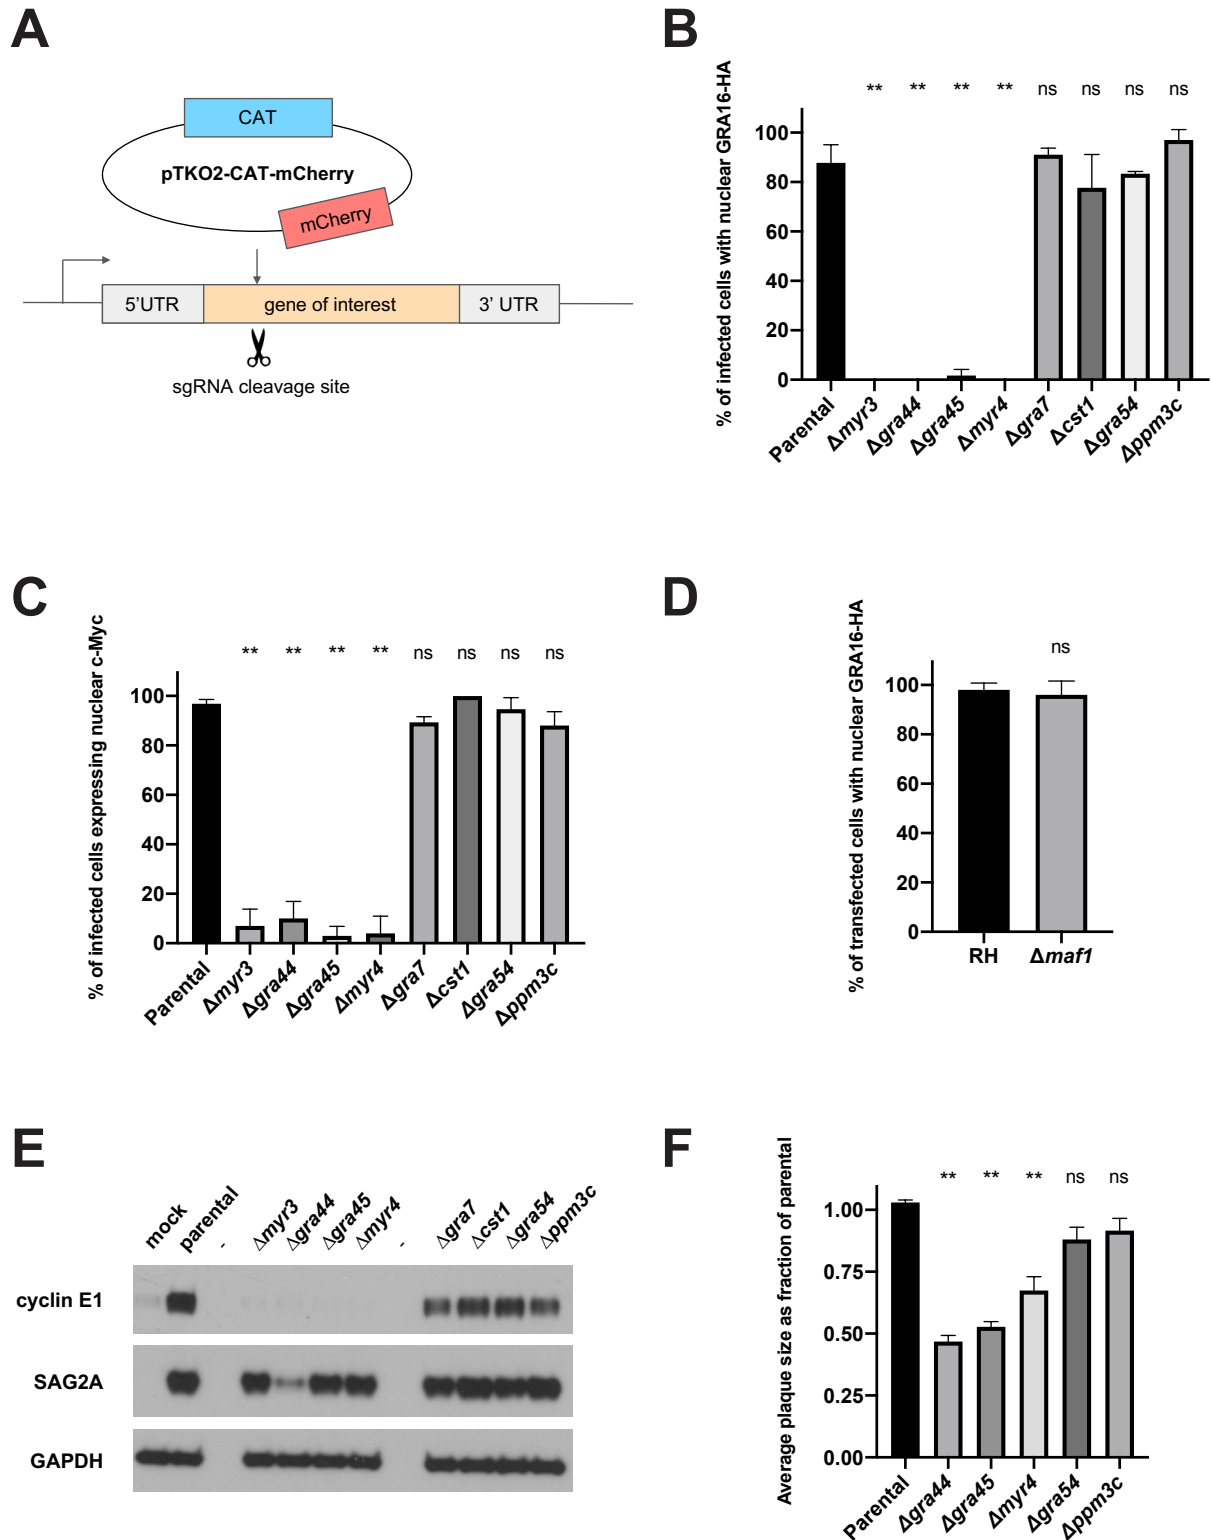 A
CAT
pTKO2-CAT-mCherry
mCherry
5'UTR
gene of interest
3' UTR
sgRNA cleavage site
B
% of infected cells with nuclear GRA16-HA
** ** ** ** ns ns ns ns
100
80
60
40
20
0
Parental
Δmyr3
Δgra44
Δgra45
Δmyr4
Δgra7
Δcst1
Δgra54
Δppm3c
C
% of infected cells expressing nuclear c-Myc
** ** ** ** ns ns ns ns
100
80
60
40
20
0
Parental
Δmyr3
Δgra44
Δgra45
Δmyr4
Δgra7
Δcst1
Δgra54
Δppm3c
D
% of transfected cells with nuclear GRA16-HA
ns
100
80
60
40
20
0
RH
Δmaf1
E
mock
parental
-
Δmyr3
Δgra44
Δgra45
Δmyr4
-
Δgra7
Δcst1
Δgra54
Δppm3c
cyclin E1
SAG2A
GAPDH
F
Average plaque size as fraction of parental
** ** ** ns ns
1.00
0.75
0.50
0.25
0.00
Parental
Δgra44
Δgra45
Δmyr4
Δgra54
Δppm3c